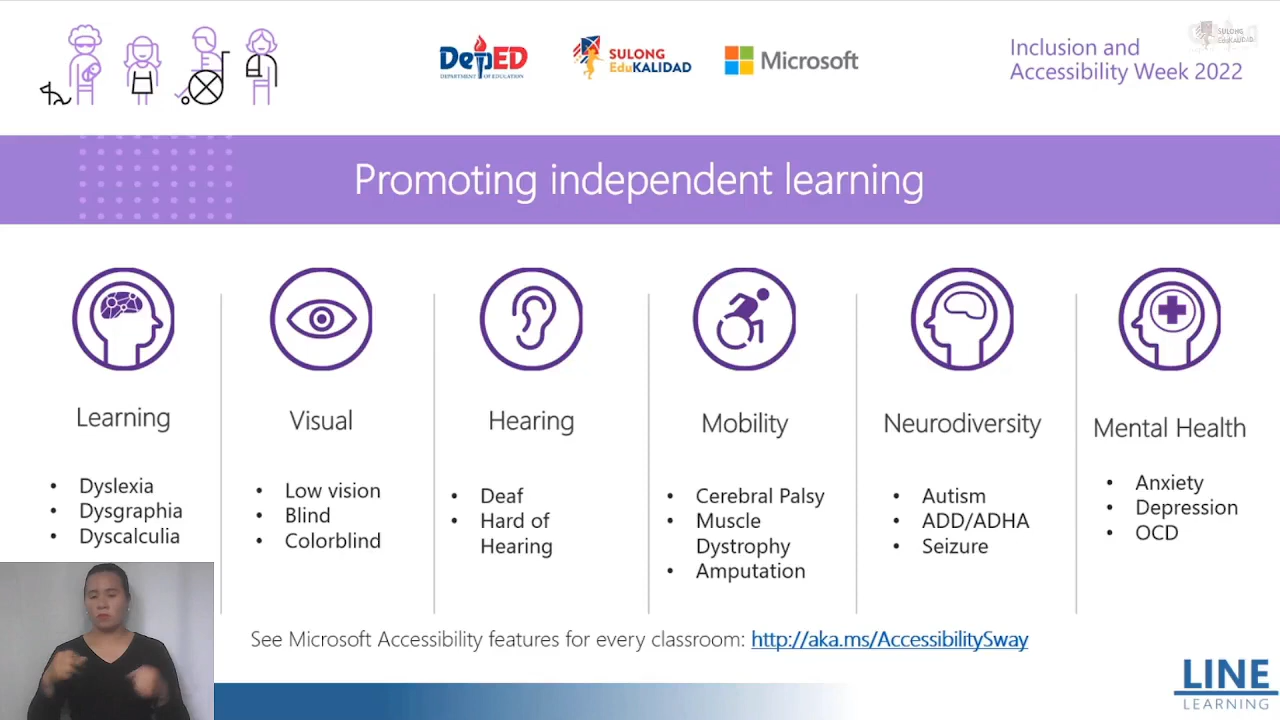 DepED
DEPARTMENT OF EDUCATION
SULONG
EduKALIDAD
Microsoft
SULONG
EduKALIDAD
Inclusion and
Accessibility Week 2022
Promoting independent learning
Learning
• Dyslexia
• Dysgraphia
• Dyscalculia
Visual
• Low vision
• Blind
• Colorblind
Hearing
• Deaf
• Hard of
Hearing
Mobility
• Cerebral Palsy
• Muscle
Dystrophy
• Amputation
Neurodiversity
• Autism
• ADD/ADHA
• Seizure
Mental Health
• Anxiety
• Depression
• OCD
See Microsoft Accessibility features for every classroom: http://aka.ms/AccessibilitySway
LINE
LEARNING